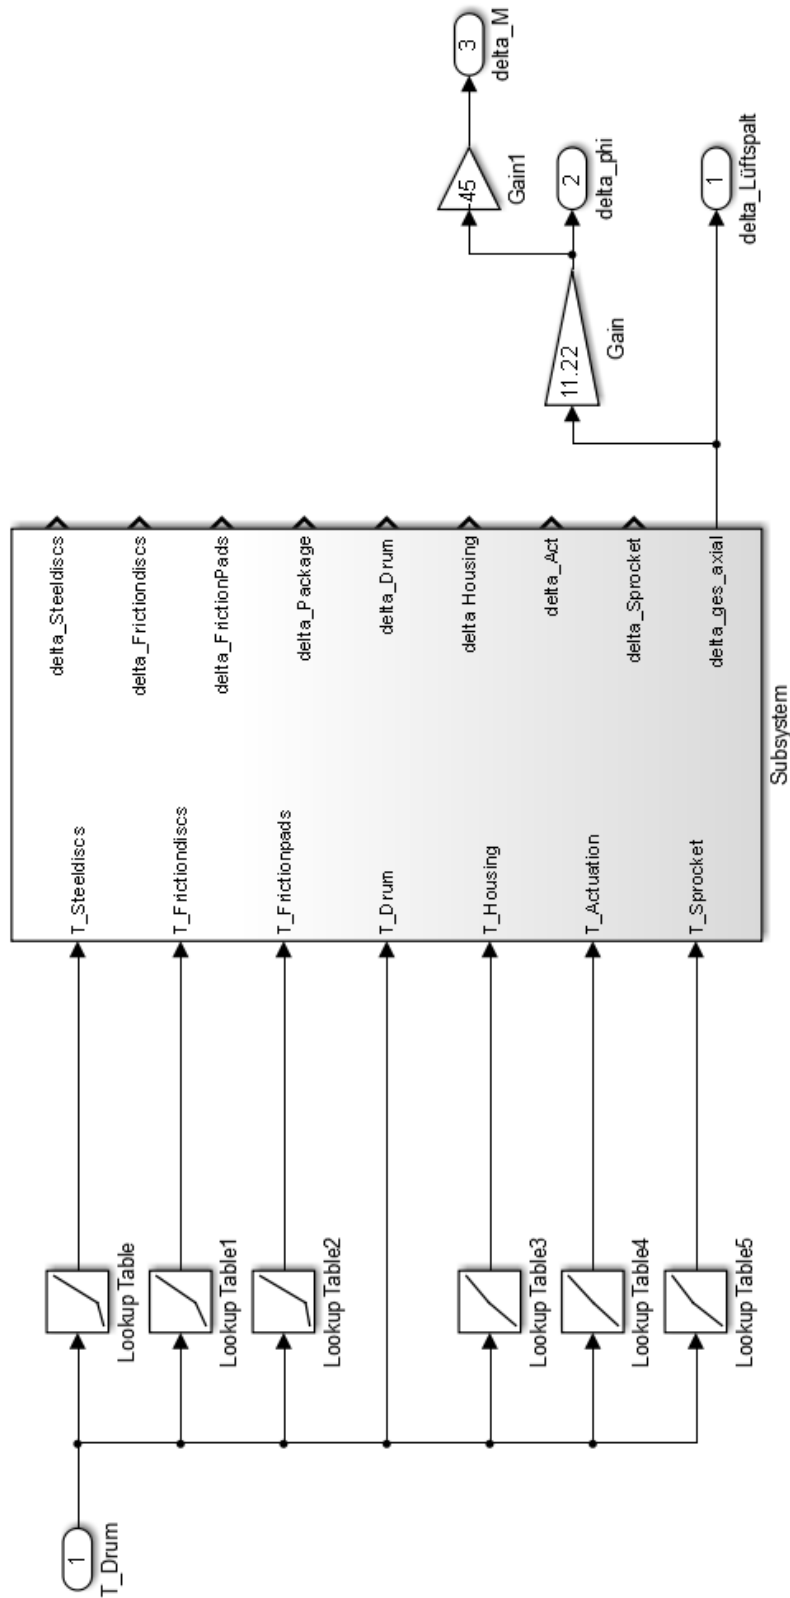 1
T_Drum
Lookup Table
Lookup Table1
Lookup Table2
Lookup Table3
Lookup Table4
Lookup Table5
T_Steeldiscs
T_Frictiondiscs
T_Frictionpads
T_Drum
T_Housing
T_Actuation
T_Sprocket
delta_Steeldiscs
delta_Frictiondiscs
delta_FrictionPads
delta_Package
delta_Drum
delta Housing
delta_Act
delta_Sprocket
delta_ges_axial
Subsystem
11.22
Gain
-45
Gain1
3
delta_M
2
delta_phi
1
delta_Lüftspalt